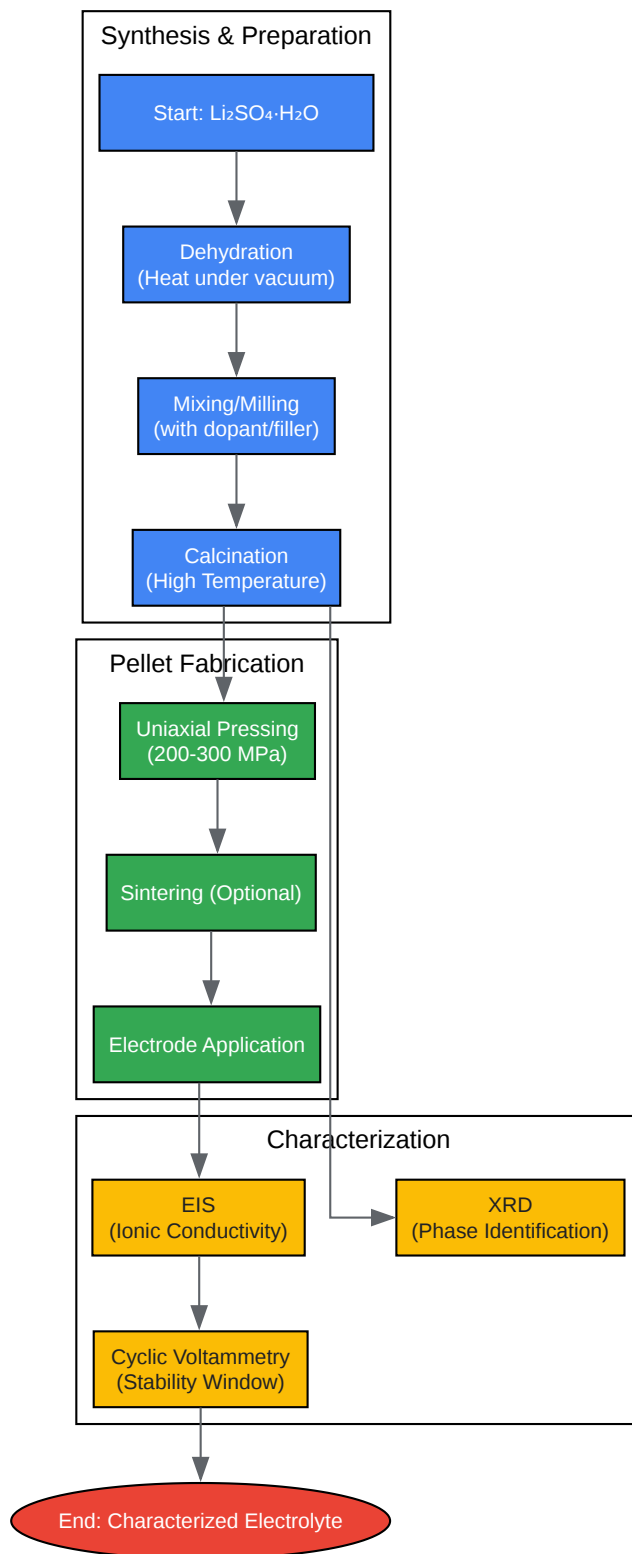 Synthesis & Preparation
Start: Li₂SO₄·H₂O
Dehydration
(Heat under vacuum)
Mixing/Milling
(with dopant/filler)
Calcination
(High Temperature)
Pellet Fabrication
Uniaxial Pressing
(200-300 MPa)
Sintering (Optional)
Electrode Application
Characterization
EIS
(Ionic Conductivity)
XRD
(Phase Identification)
Cyclic Voltammetry
(Stability Window)
End: Characterized Electrolyte